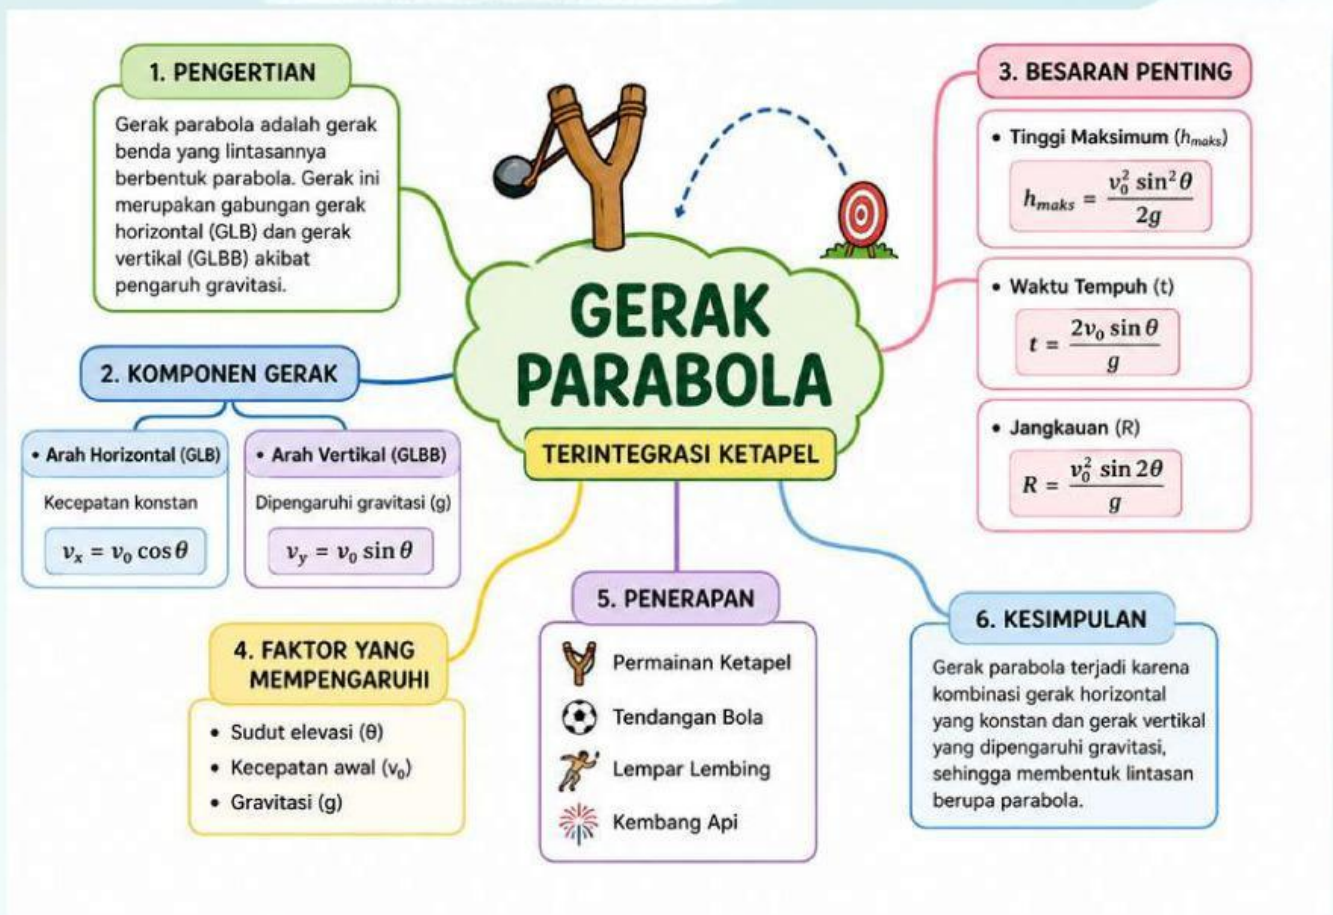 1. PENGERTIAN
Gerak parabola adalah gerak
benda yang lintasannya
berbentuk parabola. Gerak ini
merupakan gabungan gerak
horizontal (GLB) dan gerak
vertikal (GLBB) akibat
pengaruh gravitasi.
GERAK
PARABOLA
TERINTEGRASI KETAPEL
2. KOMPONEN GERAK
• Arah Horizontal (GLB)
Kecepatan konstan
vₓ = v₀ cos θ
• Arah Vertikal (GLBB)
Dipengaruhi gravitasi (g)
v_y = v₀ sin θ
3. BESARAN PENTING
• Tinggi Maksimum (h_maks)
h_maks = v₀² sin² θ / 2g
• Waktu Tempuh (t)
t = 2v₀ sin θ / g
• Jangkauan (R)
R = v₀² sin 2θ / g
4. FAKTOR YANG
MEMPENGARUHI
• Sudut elevasi (θ)
• Kecepatan awal (v₀)
• Gravitasi (g)
5. PENERAPAN
Permainan Ketapel
Tendangan Bola
Lempar Lembing
Kembang Api
6. KESIMPULAN
Gerak parabola terjadi karena
kombinasi gerak horizontal
yang konstan dan gerak vertikal
yang dipengaruhi gravitasi,
sehingga membentuk lintasan
berupa parabola.